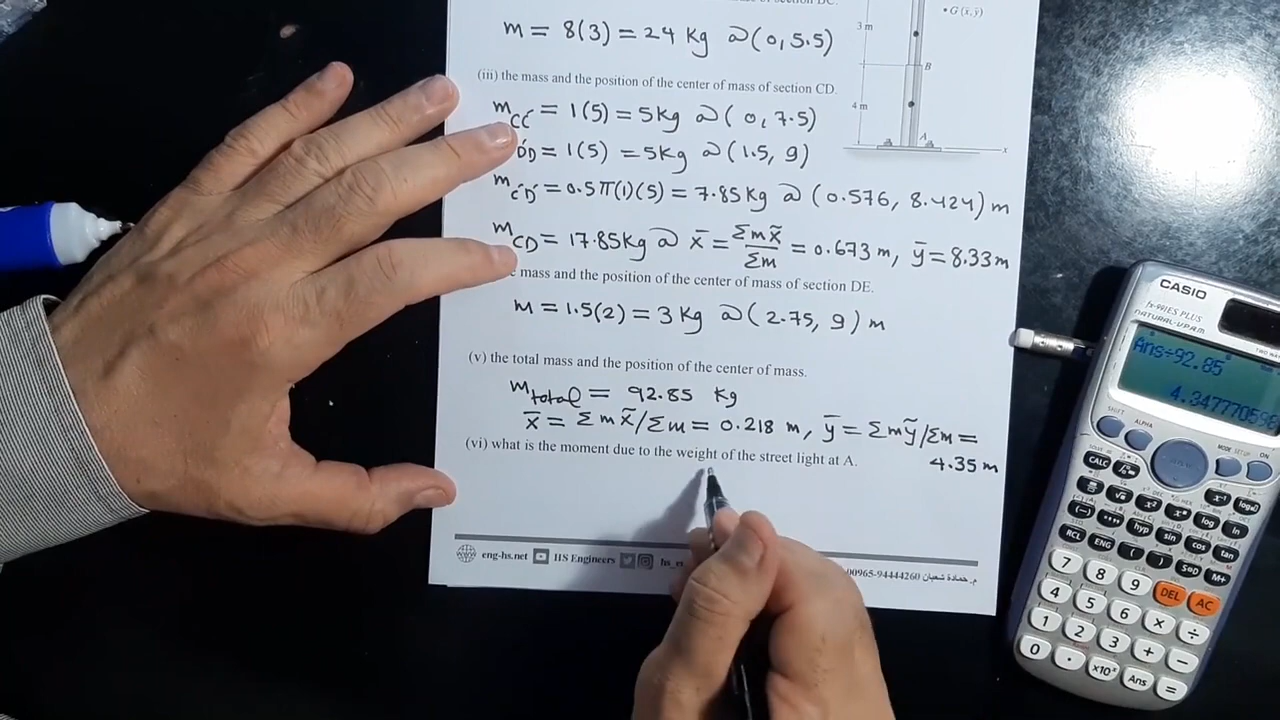 • G (x̄, ȳ)
3 m
m = 8(3) = 24 Kg @ (0, 5.5)
B
(iii) the mass and the position of the center of mass of section CD.
4 m
m_CC' = 1(5) = 5Kg @ ( 0, 7.5)
A
x
D'D = 1(5) = 5Kg @ (1.5, 9)
m_C'D' = 0.5π(1)(5) = 7.85 Kg @ (0.576, 8.424) m
m_CD = 17.85Kg @ x̄ = Σmx̃/Σm = 0.673 m, ȳ = 8.33m
mass and the position of the center of mass of section DE.
m = 1.5(2) = 3 Kg @ (2.75, 9) m
(v) the total mass and the position of the center of mass.
m_total = 92.85 Kg
x̄ = Σmx̃/Σm = 0.218 m, ȳ = Σmỹ/Σm =
4.35 m
(vi) what is the moment due to the weight of the street light at A.
eng-hs.net HS Engineers hs_e
00965-94444260 م. حمادة شعبان
CASIO
fx-991ES PLUS
NATURAL-V.P.A.M.
Ans÷92.85
4.347770598
SHIFT ALPHA MODE SETUP ON
CALC
RCL ENG ( ) S⇔D M+
hyp sin cos tan
log ln
7 8 9 DEL AC
4 5 6 × ÷
1 2 3 + −
0 . ×10ˣ Ans =